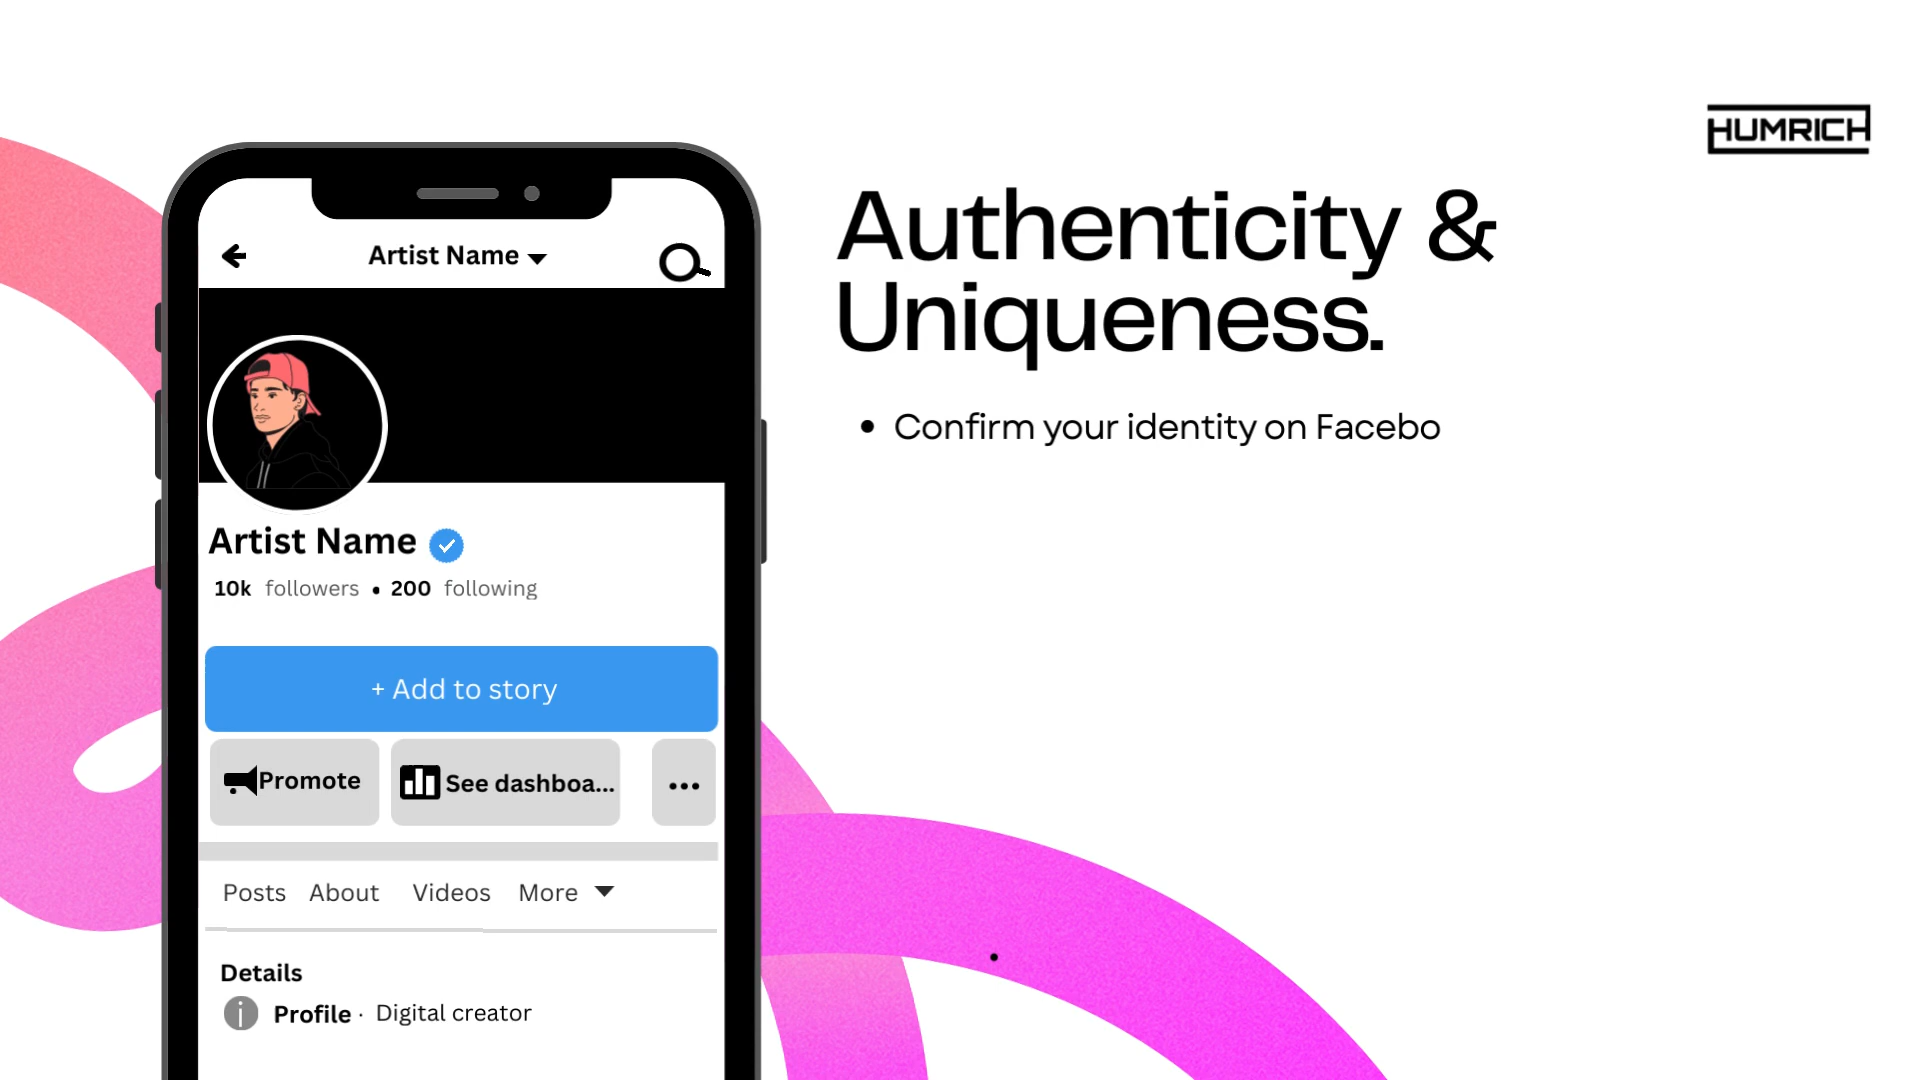 HUMRICH
Authenticity &
Uniqueness.
• Confirm your identity on Facebo
Artist Name
Artist Name
10k followers • 200 following
+ Add to story
Promote
See dashboa...
...
Posts About Videos More
Details
Profile · Digital creator